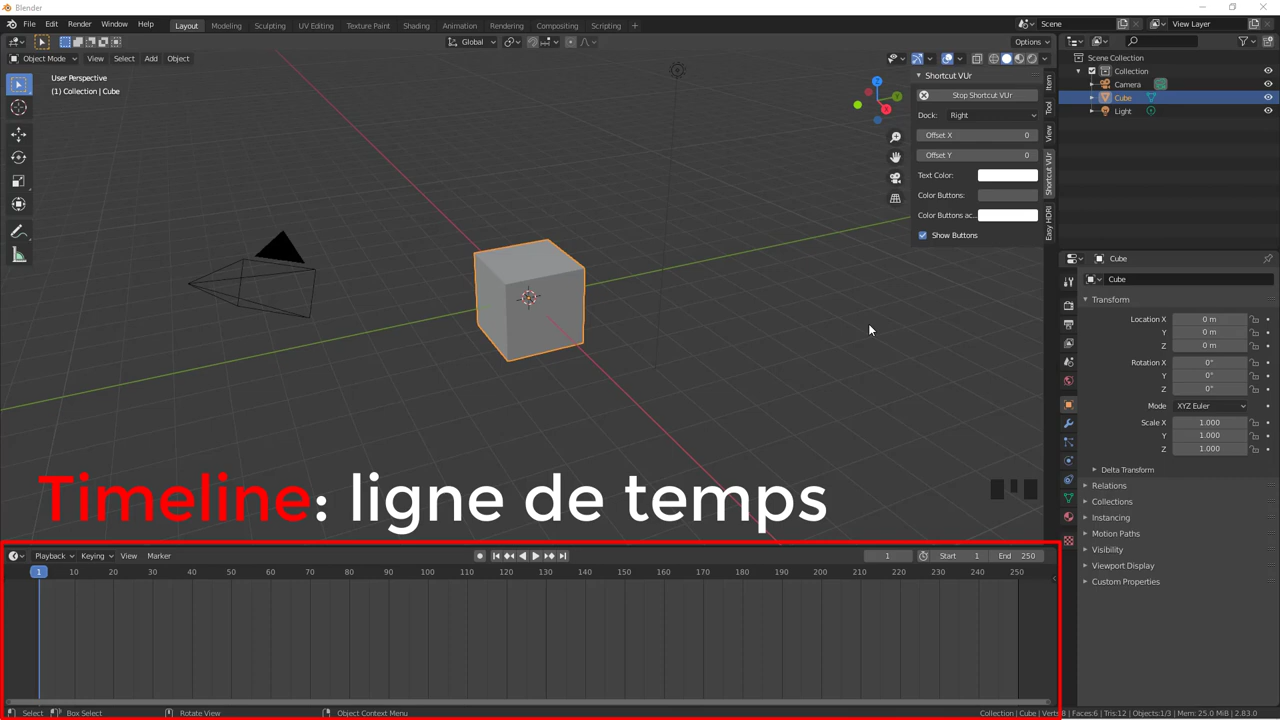 Blender
File Edit Render Window Help Layout Modeling Sculpting UV Editing Texture Paint Shading Animation Rendering Compositing Scripting + Scene View Layer
Global Options
Object Mode View Select Add Object
User Perspective
(1) Collection | Cube
Shortcut VUr
Stop Shortcut VUr
Dock: Right
Offset X 0
Offset Y 0
Text Color:
Color Buttons:
Color Buttons ac...
Show Buttons
Item
Tool
View
Shortcut VUr
Easy HDRI
X
Y
Z
Scene Collection
Collection
Camera
Cube
Light
Cube
Cube
Transform
Location X 0 m
Y 0 m
Z 0 m
Rotation X 0°
Y 0°
Z 0°
Mode XYZ Euler
Scale X 1.000
Y 1.000
Z 1.000
Delta Transform
Relations
Collections
Instancing
Motion Paths
Visibility
Viewport Display
Custom Properties
Timeline: ligne de temps
Playback Keying View Marker 1 Start 1 End 250
1 10 20 30 40 50 60 70 80 90 100 110 120 130 140 150 160 170 180 190 200 210 220 230 240 250
Select Box Select Rotate View Object Context Menu Collection | Cube | Verts:8 | Faces:6 | Tris:12 | Objects:1/3 | Mem: 25.0 MiB | 2.83.0